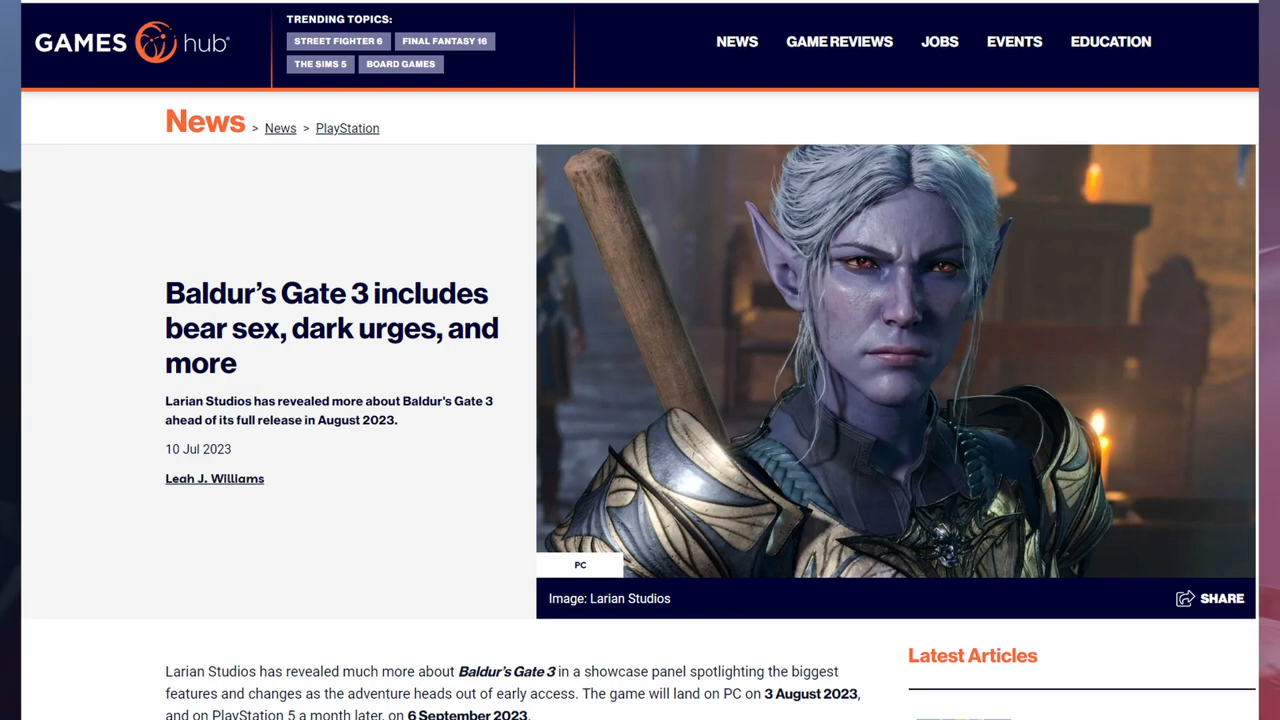 GAMES hub
TRENDING TOPICS:
STREET FIGHTER 6 FINAL FANTASY 16
THE SIMS 5 BOARD GAMES
NEWS GAME REVIEWS JOBS EVENTS EDUCATION
News > News > PlayStation
Baldur's Gate 3 includes
bear sex, dark urges, and
more
Larian Studios has revealed more about Baldur's Gate 3
ahead of its full release in August 2023.
10 Jul 2023
Leah J. Williams
PC
Image: Larian Studios
SHARE
Larian Studios has revealed much more about Baldur's Gate 3 in a showcase panel spotlighting the biggest
features and changes as the adventure heads out of early access. The game will land on PC on 3 August 2023,
and on PlayStation 5 a month later, on 6 September 2023.
Latest Articles